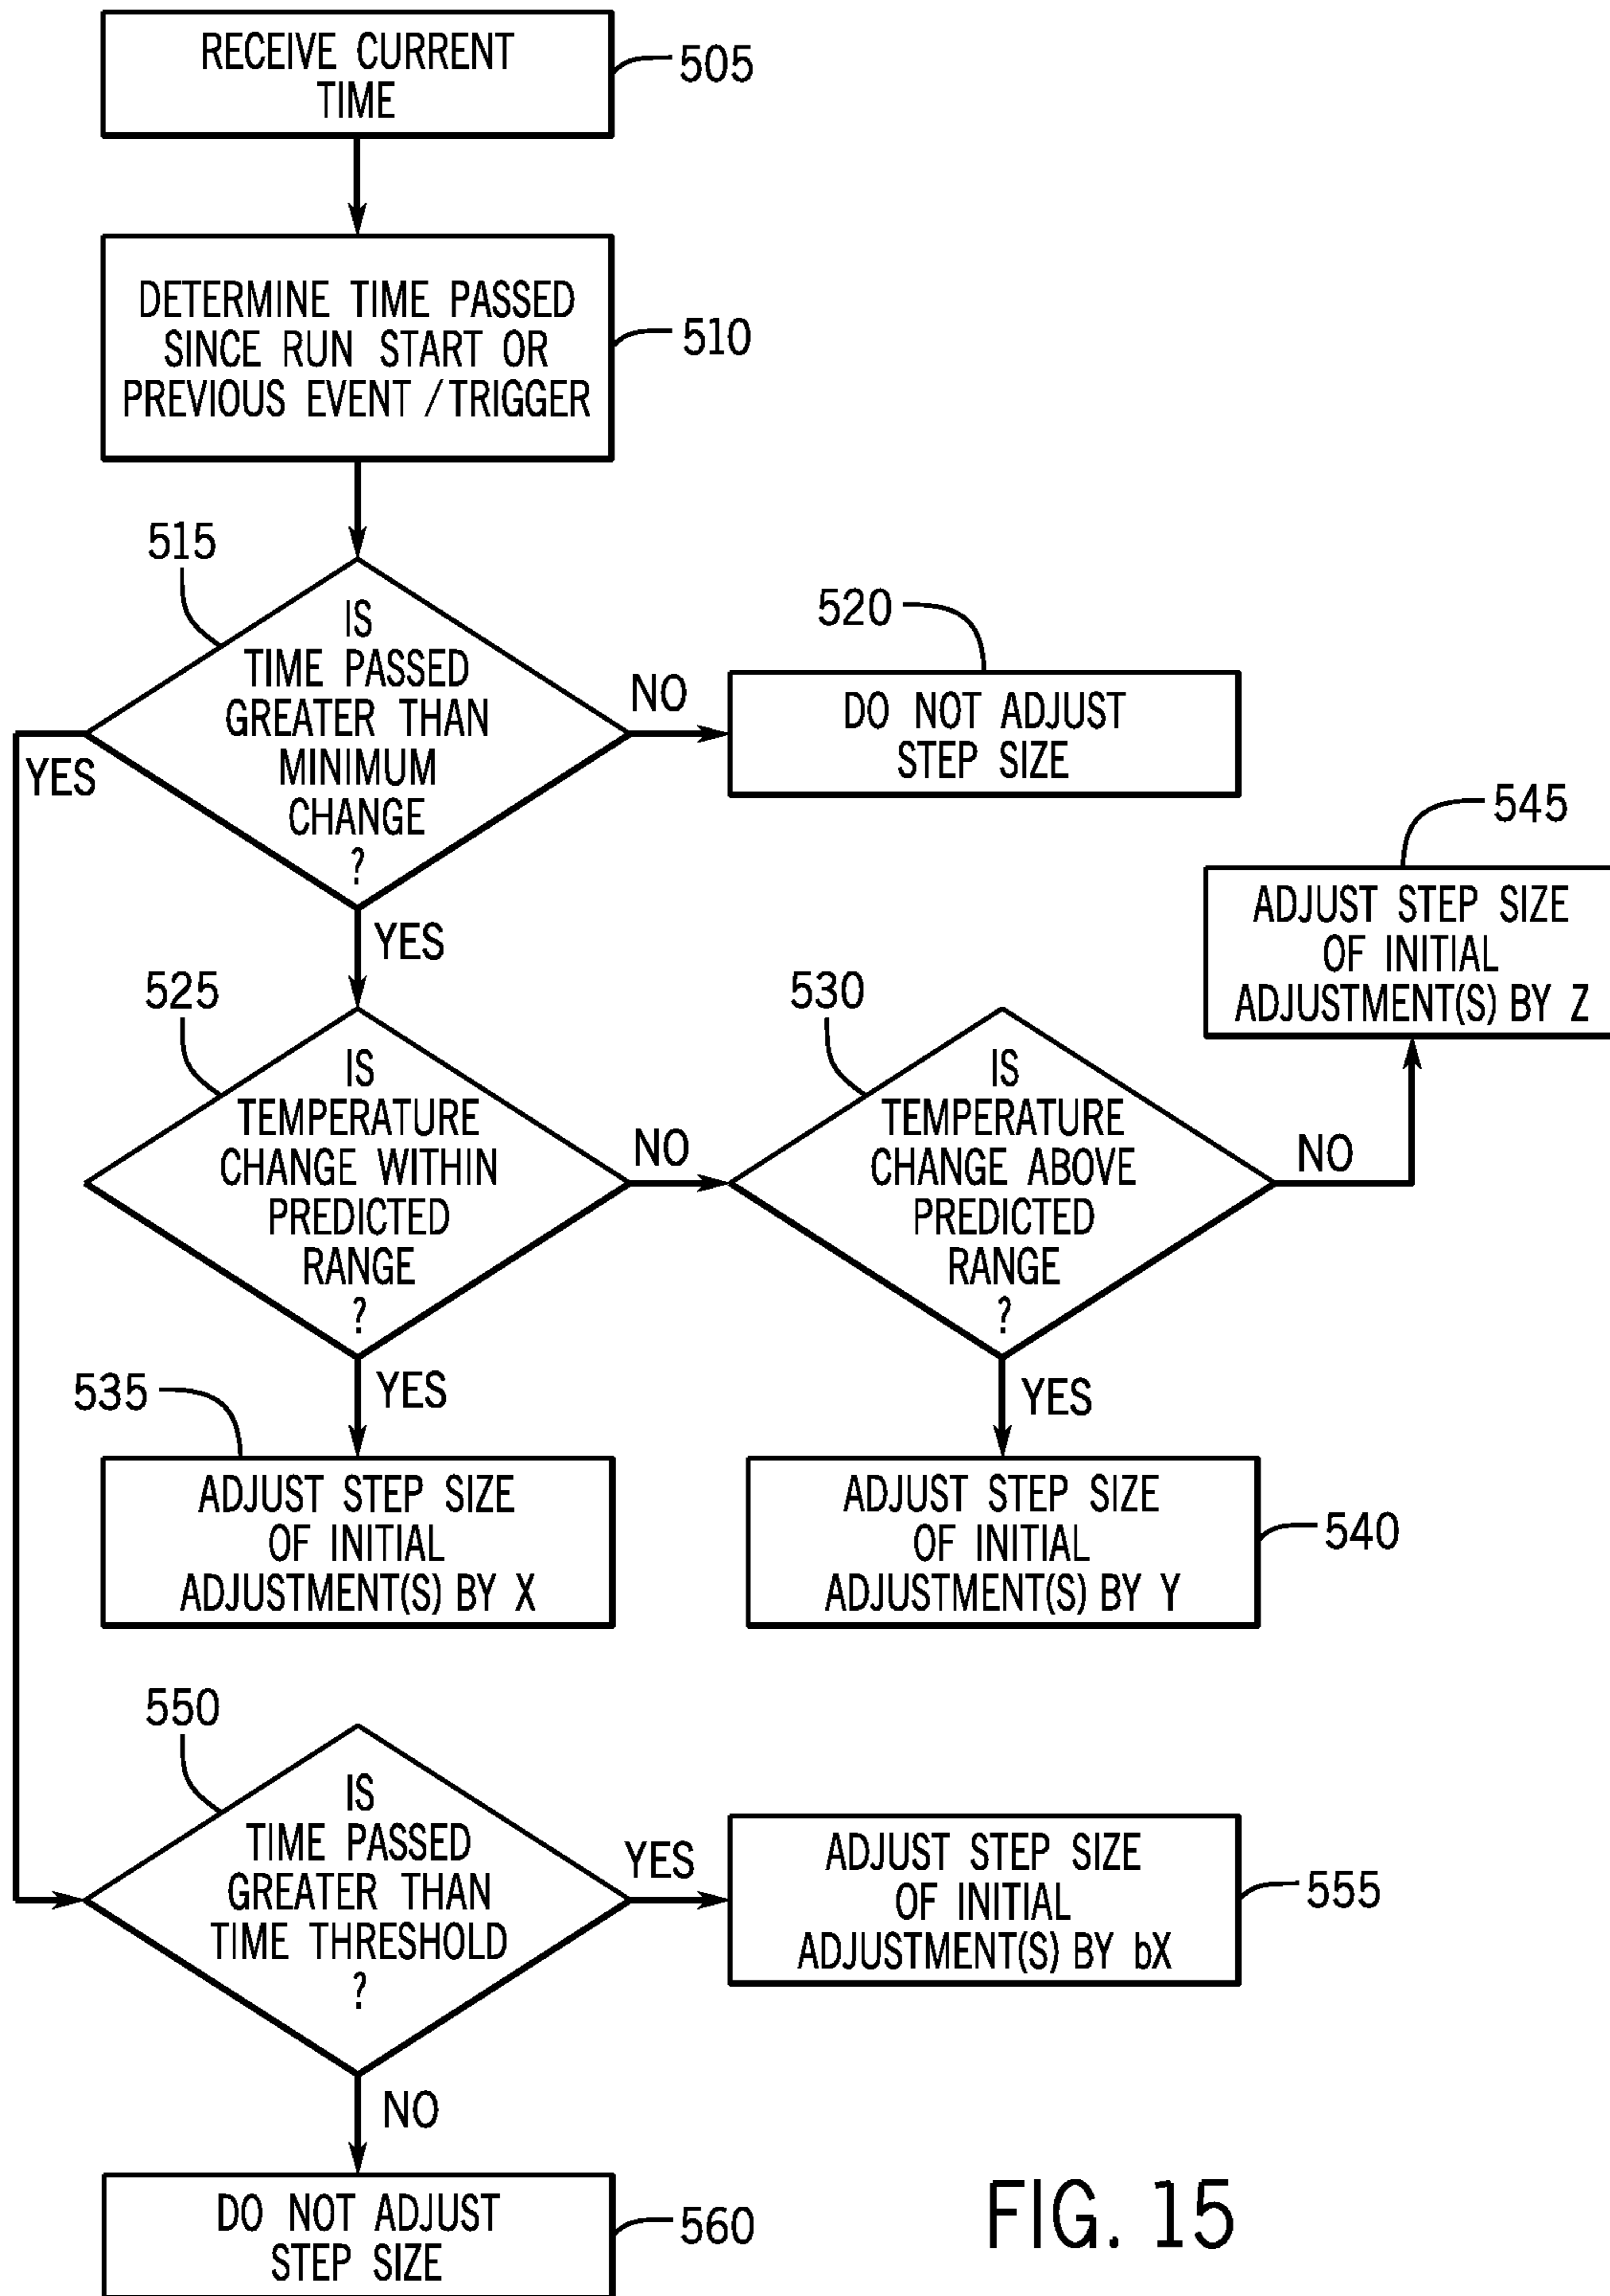 RECEIVE CURRENT
TIME
505
DETERMINE TIME PASSED
SINCE RUN START OR
PREVIOUS EVENT / TRIGGER
510
515
IS
TIME PASSED
GREATER THAN
MINIMUM
CHANGE
?
NO
YES
520
DO NOT ADJUST
STEP SIZE
545
ADJUST STEP SIZE
OF INITIAL
ADJUSTMENT(S) BY Z
YES
525
IS
TEMPERATURE
CHANGE WITHIN
PREDICTED
RANGE
?
NO
530
IS
TEMPERATURE
CHANGE ABOVE
PREDICTED
RANGE
?
NO
YES
535
ADJUST STEP SIZE
OF INITIAL
ADJUSTMENT(S) BY X
YES
ADJUST STEP SIZE
OF INITIAL
ADJUSTMENT(S) BY Y
540
550
IS
TIME PASSED
GREATER THAN
TIME THRESHOLD
?
YES
ADJUST STEP SIZE
OF INITIAL
ADJUSTMENT(S) BY bX
555
NO
DO NOT ADJUST
STEP SIZE
560
FIG. 15